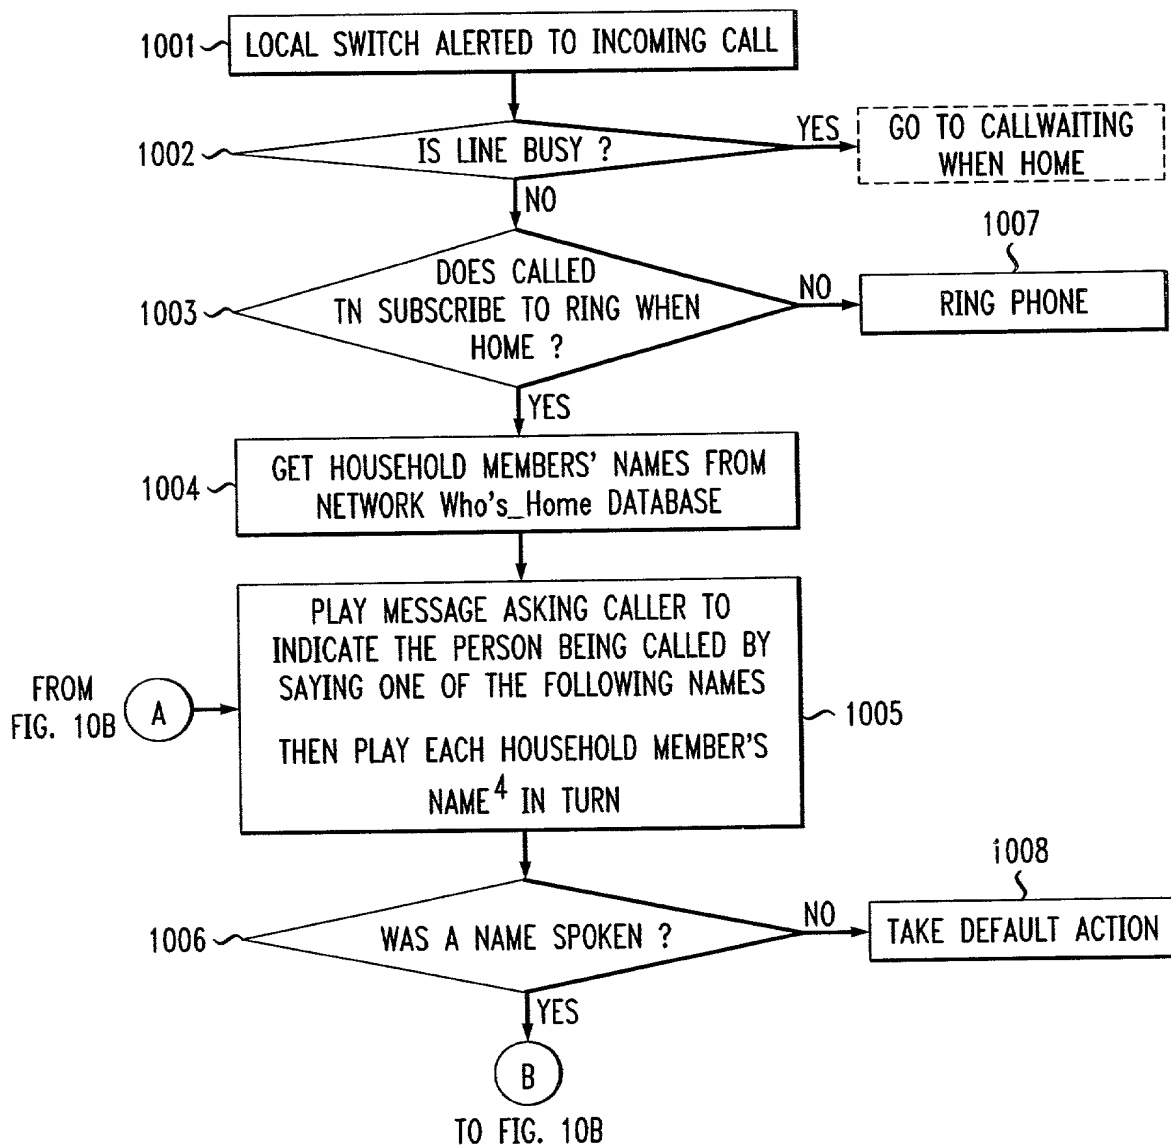 1001
LOCAL SWITCH ALERTED TO INCOMING CALL
1002
IS LINE BUSY ?
YES
GO TO CALLWAITING
WHEN HOME
NO
1003
DOES CALLED
TN SUBSCRIBE TO RING WHEN
HOME ?
NO
1007
RING PHONE
YES
1004
GET HOUSEHOLD MEMBERS' NAMES FROM
NETWORK Who's_Home DATABASE
FROM
FIG. 10B
A
PLAY MESSAGE ASKING CALLER TO
INDICATE THE PERSON BEING CALLED BY
SAYING ONE OF THE FOLLOWING NAMES
THEN PLAY EACH HOUSEHOLD MEMBER'S
NAME⁴ IN TURN
1005
1006
WAS A NAME SPOKEN ?
NO
i008
TAKE DEFAULT ACTION
YES
B
TO FIG. 10B